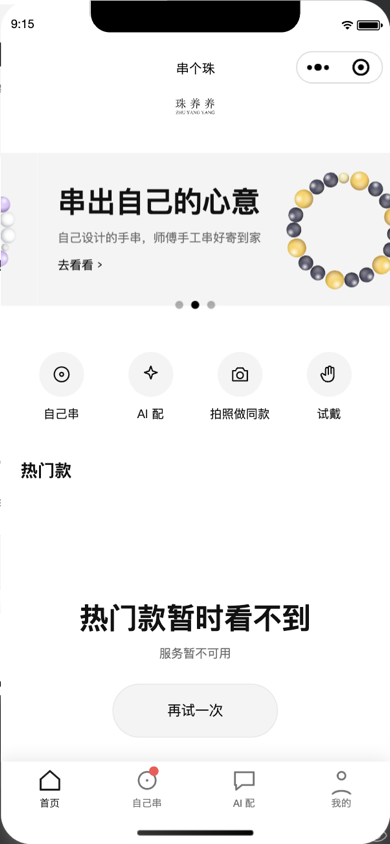 9:15
串个珠
珠养养
ZHU YANG YANG
串出自己的心意
自己设计的手串，师傅手工串好寄到家
去看看 >
自己串
AI 配
拍照做同款
试戴
热门款
热门款暂时看不到
服务暂不可用
再试一次
首页
自己串
AI 配
我的